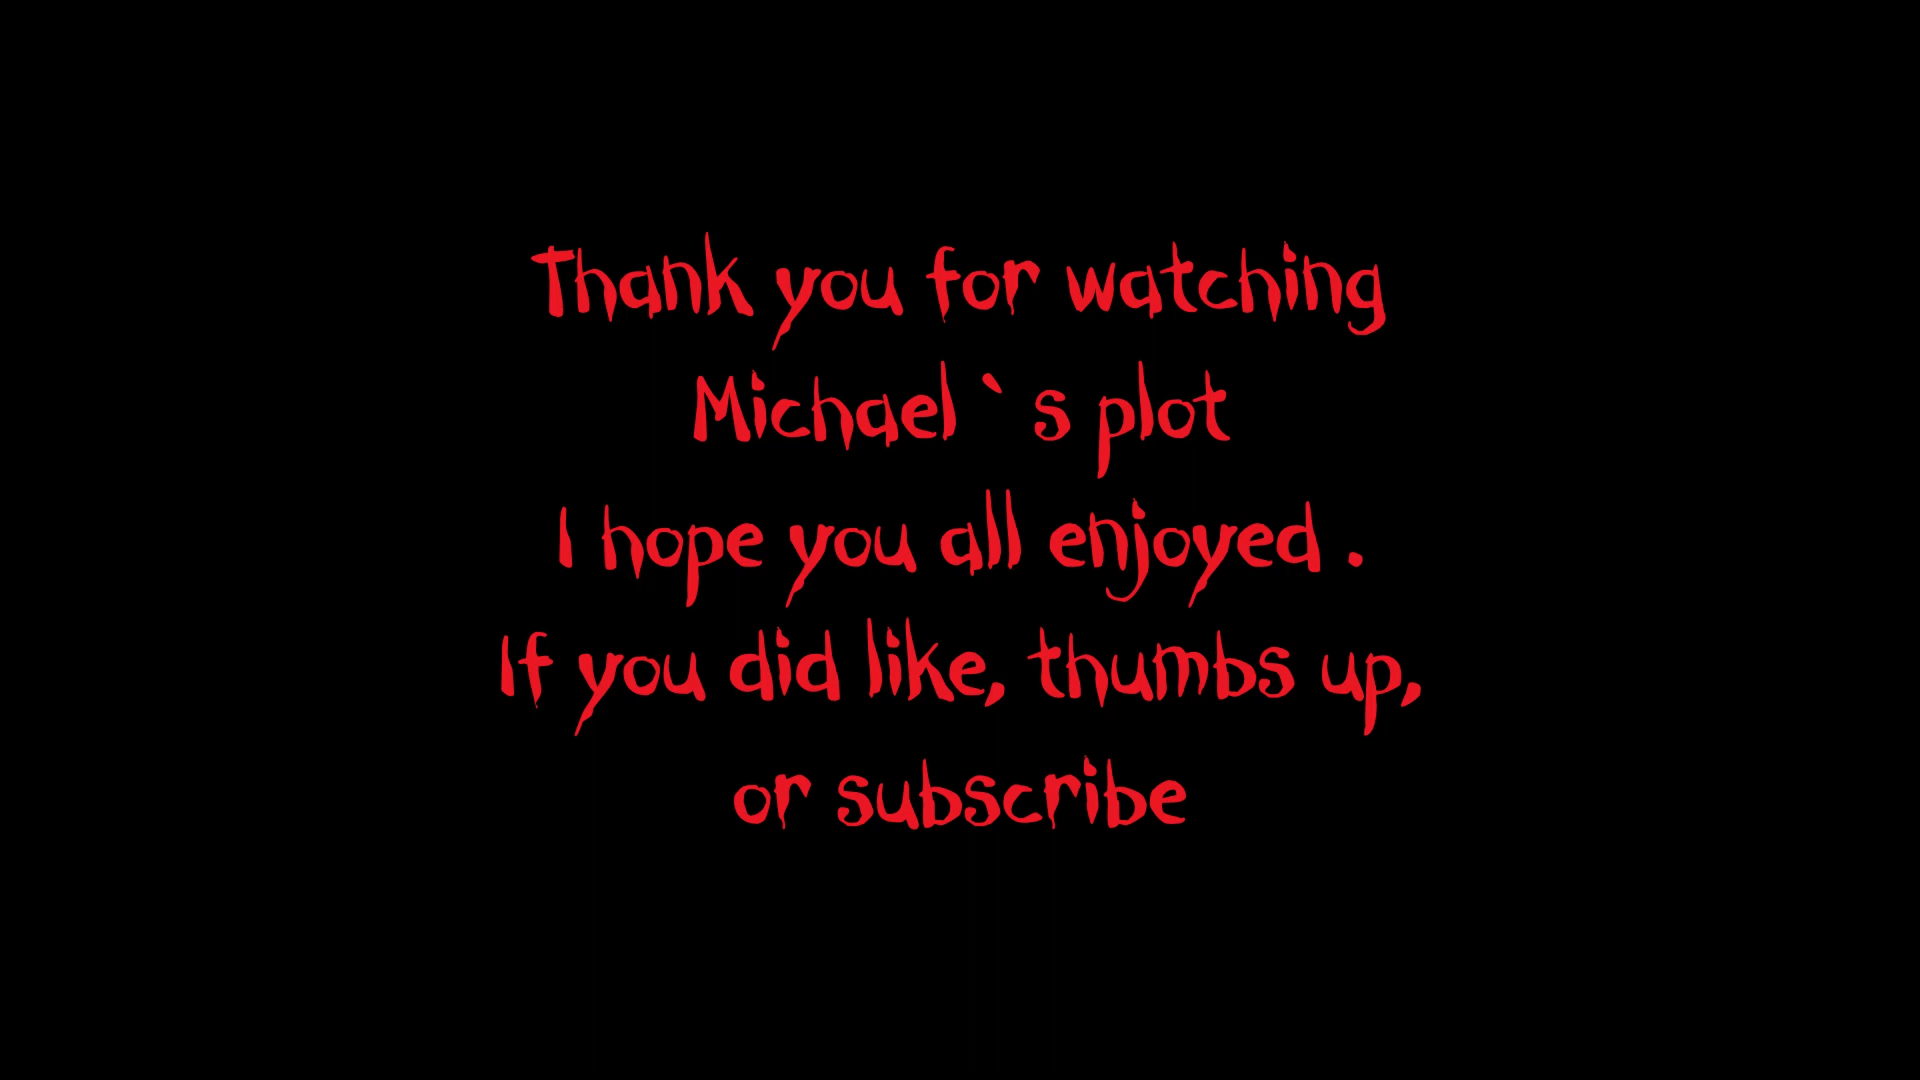 Thank you for watching
Michael ` s plot
I hope you all enjoyed .
If you did like, thumbs up,
or subscribe